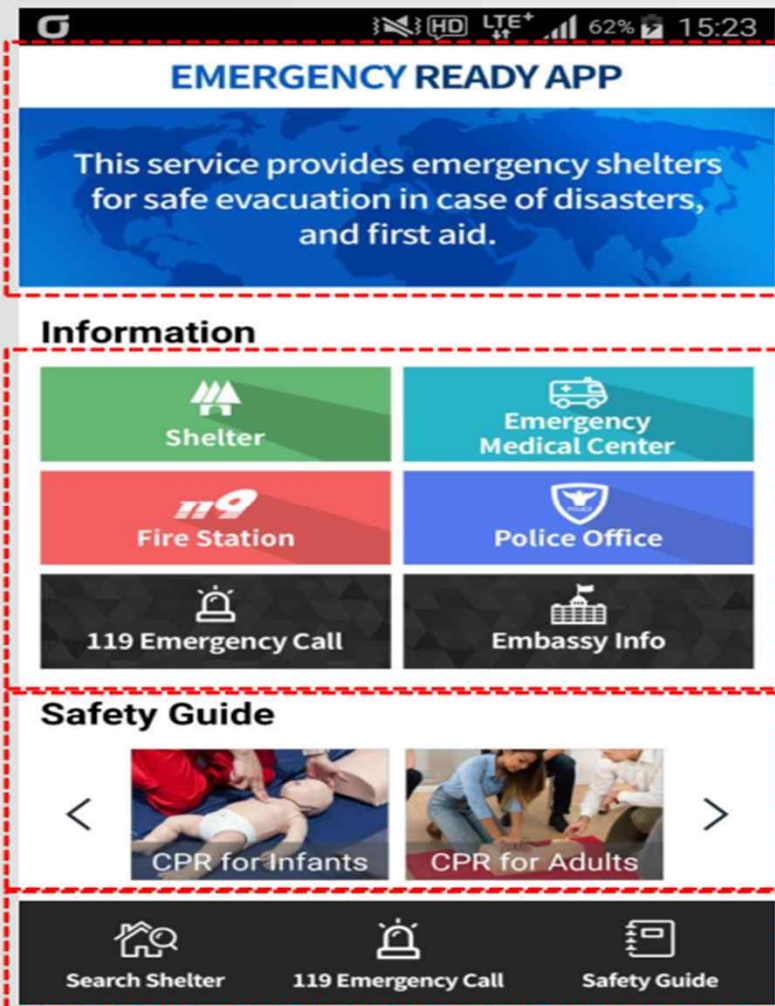 HD LTE+ 62% 15:23
EMERGENCY READY APP
This service provides emergency shelters
for safe evacuation in case of disasters,
and first aid.
Information
Shelter
Emergency
Medical Center
119
Fire Station
POLICE
Police Office
119 Emergency Call
Embassy Info
Safety Guide
CPR for Infants
CPR for Adults
Search Shelter
119 Emergency Call
Safety Guide